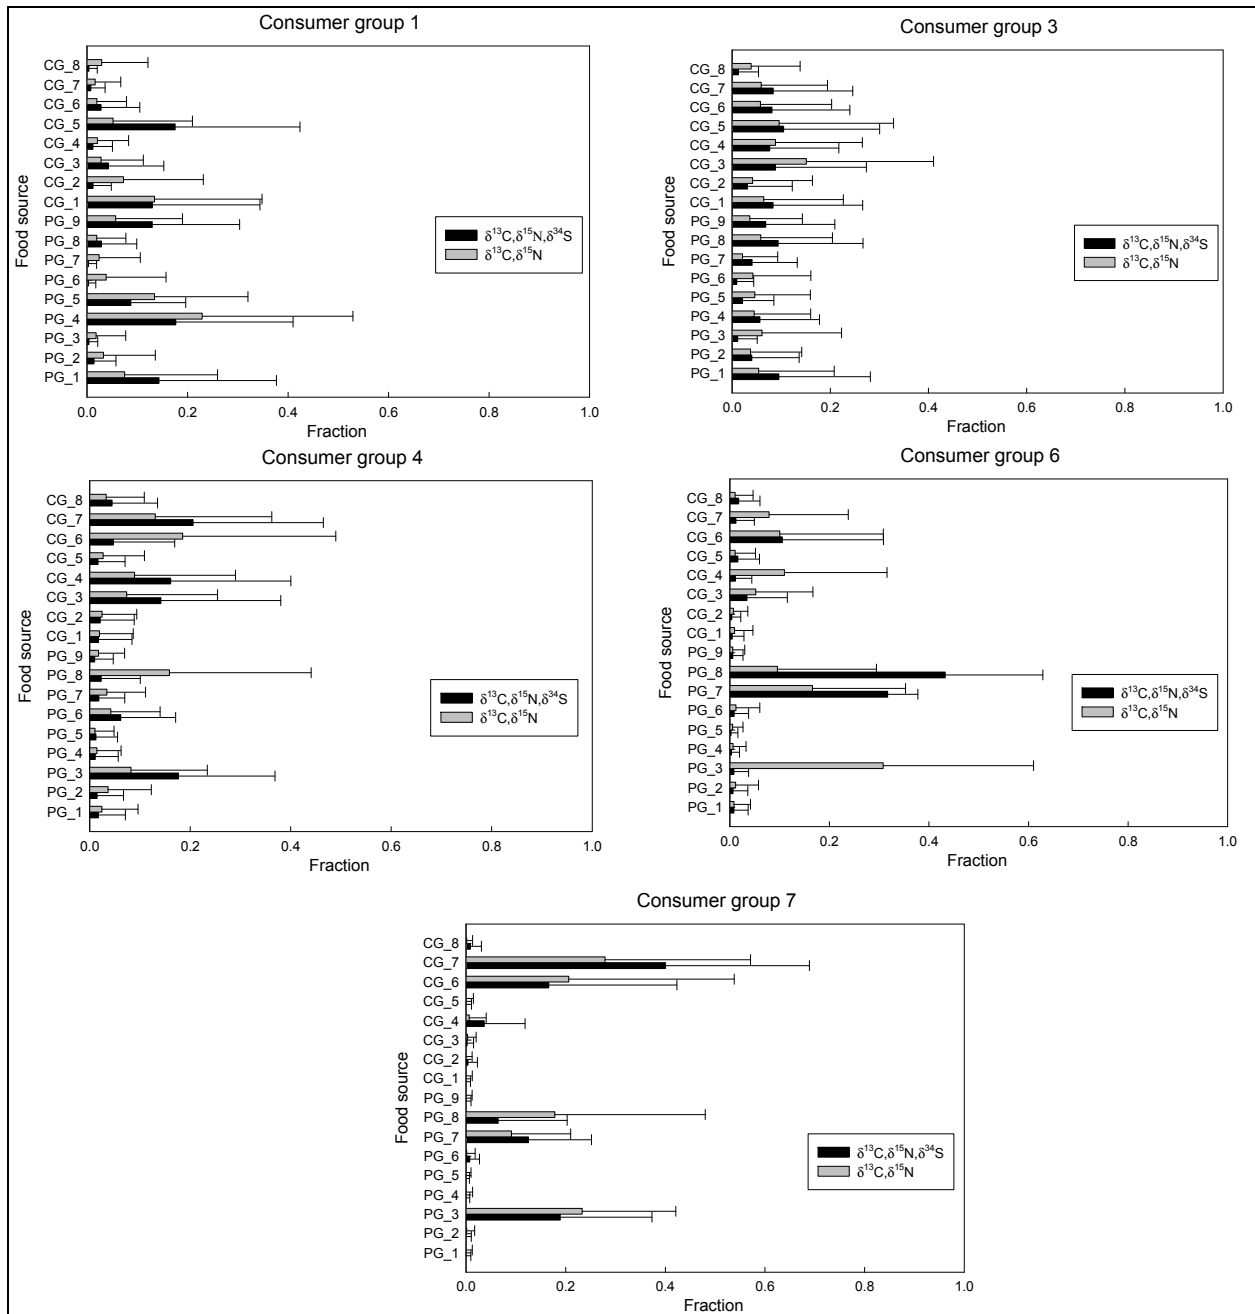 Consumer group 1
CG_8
CG_7
CG_6
CG_5
CG_4
CG_3
CG_2
CG_1
PG_9
PG_8
PG_7
PG_6
PG_5
PG_4
PG_3
PG_2
PG_1
Food source
δ¹³C,δ¹⁵N,δ³⁴S
δ¹³C,δ¹⁵N
0.0 0.2 0.4 0.6 0.8 1.0
Fraction
Consumer group 3
CG_8
CG_7
CG_6
CG_5
CG_4
CG_3
CG_2
CG_1
PG_9
PG_8
PG_7
PG_6
PG_5
PG_4
PG_3
PG_2
PG_1
Food source
δ¹³C,δ¹⁵N,δ³⁴S
δ¹³C,δ¹⁵N
0.0 0.2 0.4 0.6 0.8 1.0
Fraction
Consumer group 4
CG_8
CG_7
CG_6
CG_5
CG_4
CG_3
CG_2
CG_1
PG_9
PG_8
PG_7
PG_6
PG_5
PG_4
PG_3
PG_2
PG_1
Food source
δ¹³C,δ¹⁵N,δ³⁴S
δ¹³C,δ¹⁵N
0.0 0.2 0.4 0.6 0.8 1.0
Fraction
Consumer group 6
CG_8
CG_7
CG_6
CG_5
CG_4
CG_3
CG_2
CG_1
PG_9
PG_8
PG_7
PG_6
PG_5
PG_4
PG_3
PG_2
PG_1
Food source
δ¹³C,δ¹⁵N,δ³⁴S
δ¹³C,δ¹⁵N
0.0 0.2 0.4 0.6 0.8 1.0
Fraction
Consumer group 7
CG_8
CG_7
CG_6
CG_5
CG_4
CG_3
CG_2
CG_1
PG_9
PG_8
PG_7
PG_6
PG_5
PG_4
PG_3
PG_2
PG_1
Food source
δ¹³C,δ¹⁵N,δ³⁴S
δ¹³C,δ¹⁵N
0.0 0.2 0.4 0.6 0.8 1.0
Fraction